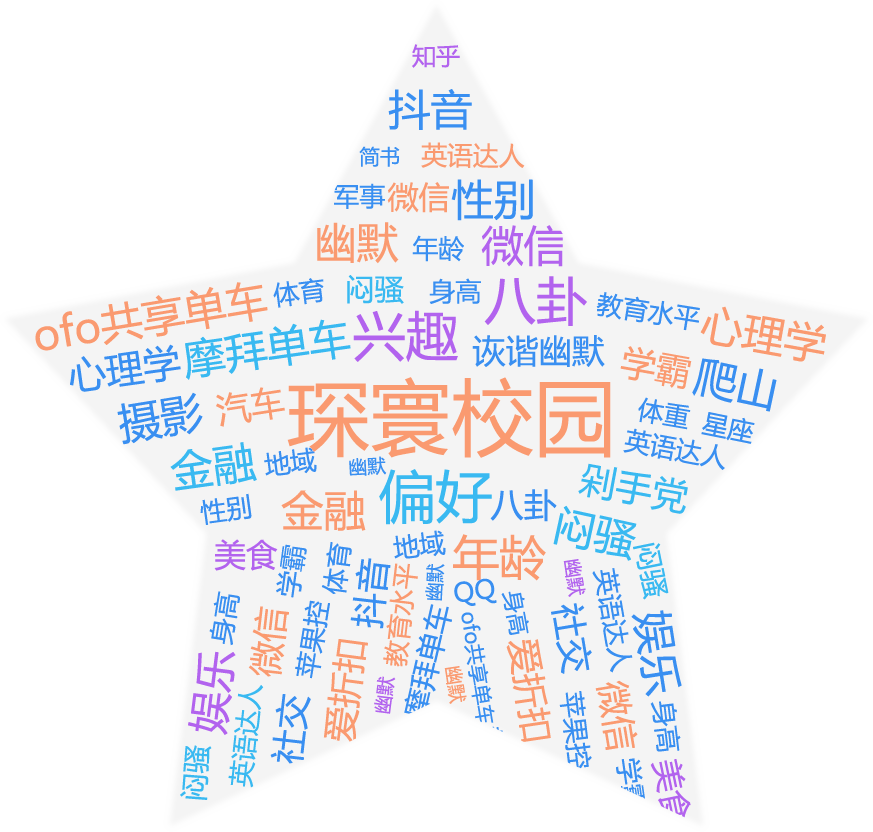 知乎
抖音
简书 英语达人
军事 微信 性别
幽默 年龄 微信
体育 闷骚 身高 八卦 教育水平
ofo共享单车 心理学
心理学 摩拜单车 兴趣 诙谐幽默 学霸 爬山
摄影 汽车 琛寰校园 体重 星座
英语达人
金融 地域 幽默 偏好 八卦 剁手党
性别 金融 闷骚
美食 学霸 体育 抖音 地域 年龄 幽默 闷骚
教育水平 幽默 QQ 身高 英语达人
身高 微信 苹果控 摩拜单车 ofo共享单车 社交 娱乐
娱乐 爱折扣 幽默 幽默 爱折扣 微信 身高
闷骚 英语达人 社交 苹果控 美食